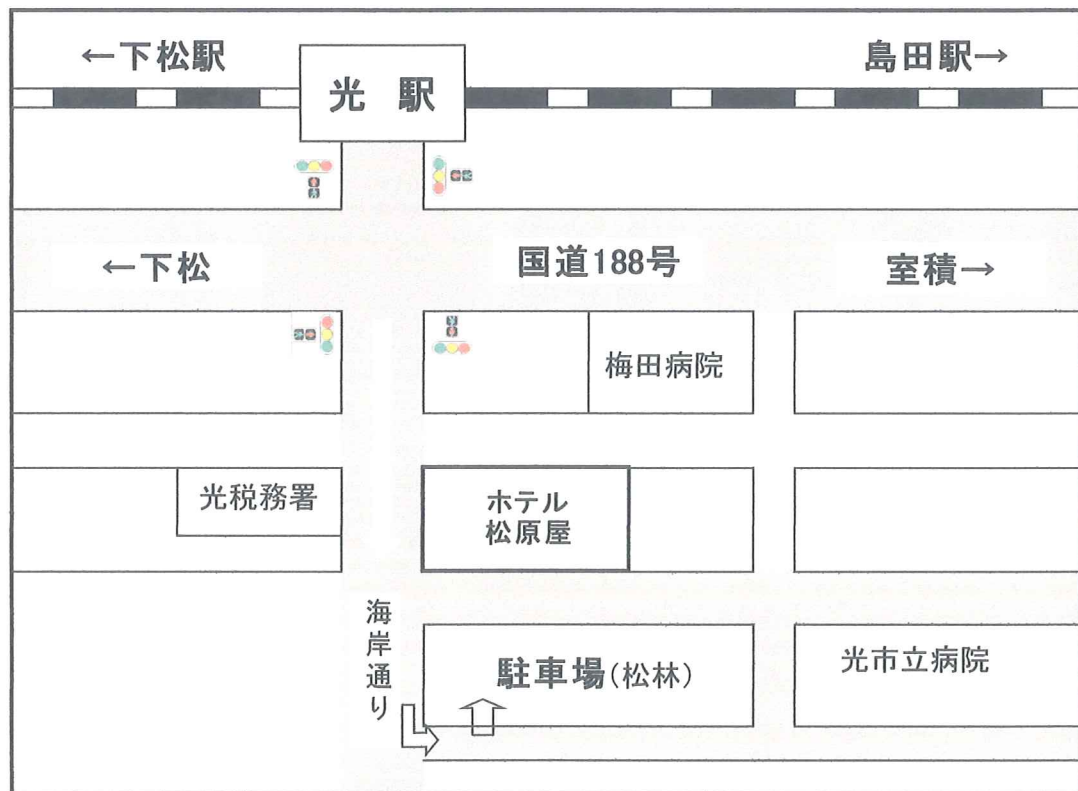 ←下松駅
島田駅→
光 駅
←下松
国道188号
室積→
梅田病院
光税務署
ホテル
松原屋
海岸通り
駐車場(松林)
光市立病院